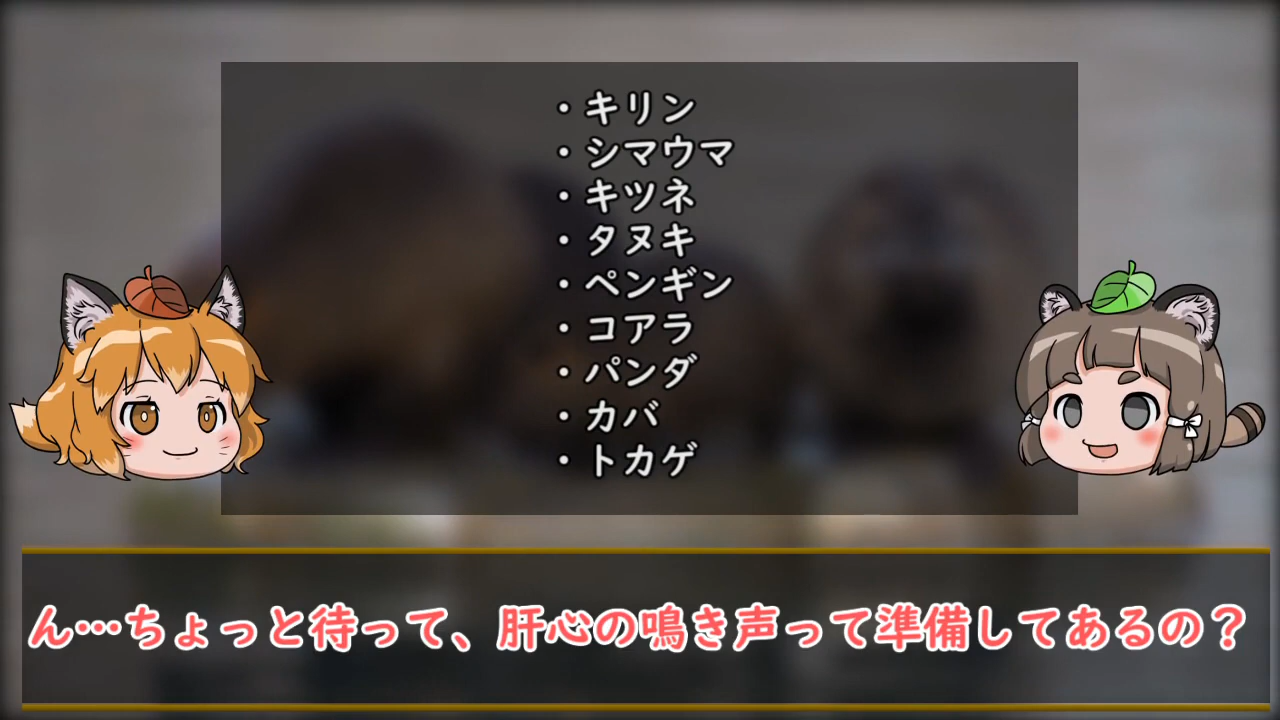 ・キリン
・シマウマ
・キツネ
・タヌキ
・ペンギン
・コアラ
・パンダ
・カバ
・トカゲ
ん…ちょっと待って、肝心の鳴き声って準備してあるの？